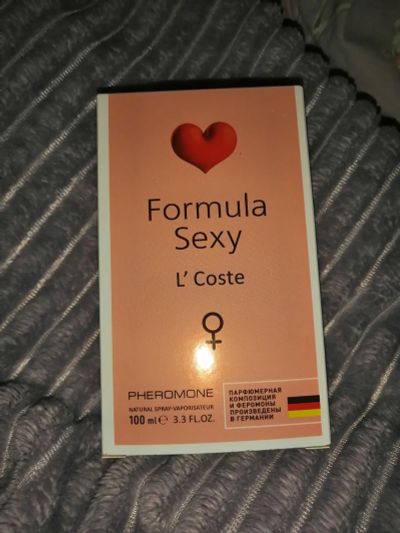 Formula
Sexy
L' Coste
PHEROMONE
NATURAL SPRAY-VAPORISATEUR
100 ml ℮ 3.3 FL.OZ.
ПАРФЮМЕРНАЯ
КОМПОЗИЦИЯ
И ФЕРОМОНЫ
ПРОИЗВЕДЕНЫ
В ГЕРМАНИИ